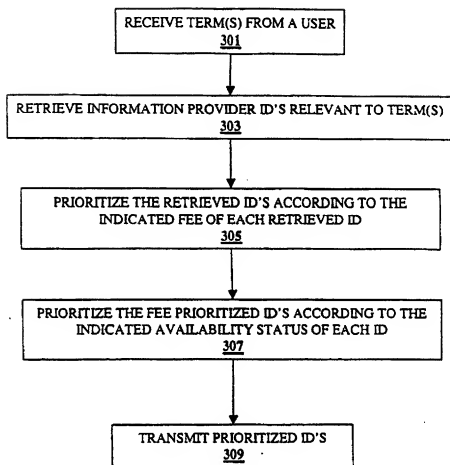 RECEIVE TERM(S) FROM A USER
301
RETRIEVE INFORMATION PROVIDER ID'S RELEVANT TO TERM(S)
303
PRIORITIZE THE RETRIEVED ID'S ACCORDING TO THE
INDICATED FEE OF EACH RETRIEVED ID
305
PRIORITIZE THE FEE PRIORITIZED ID'S ACCORDING TO THE
INDICATED AVAILABILITY STATUS OF EACH ID
307
TRANSMIT PRIORITIZED ID'S
309